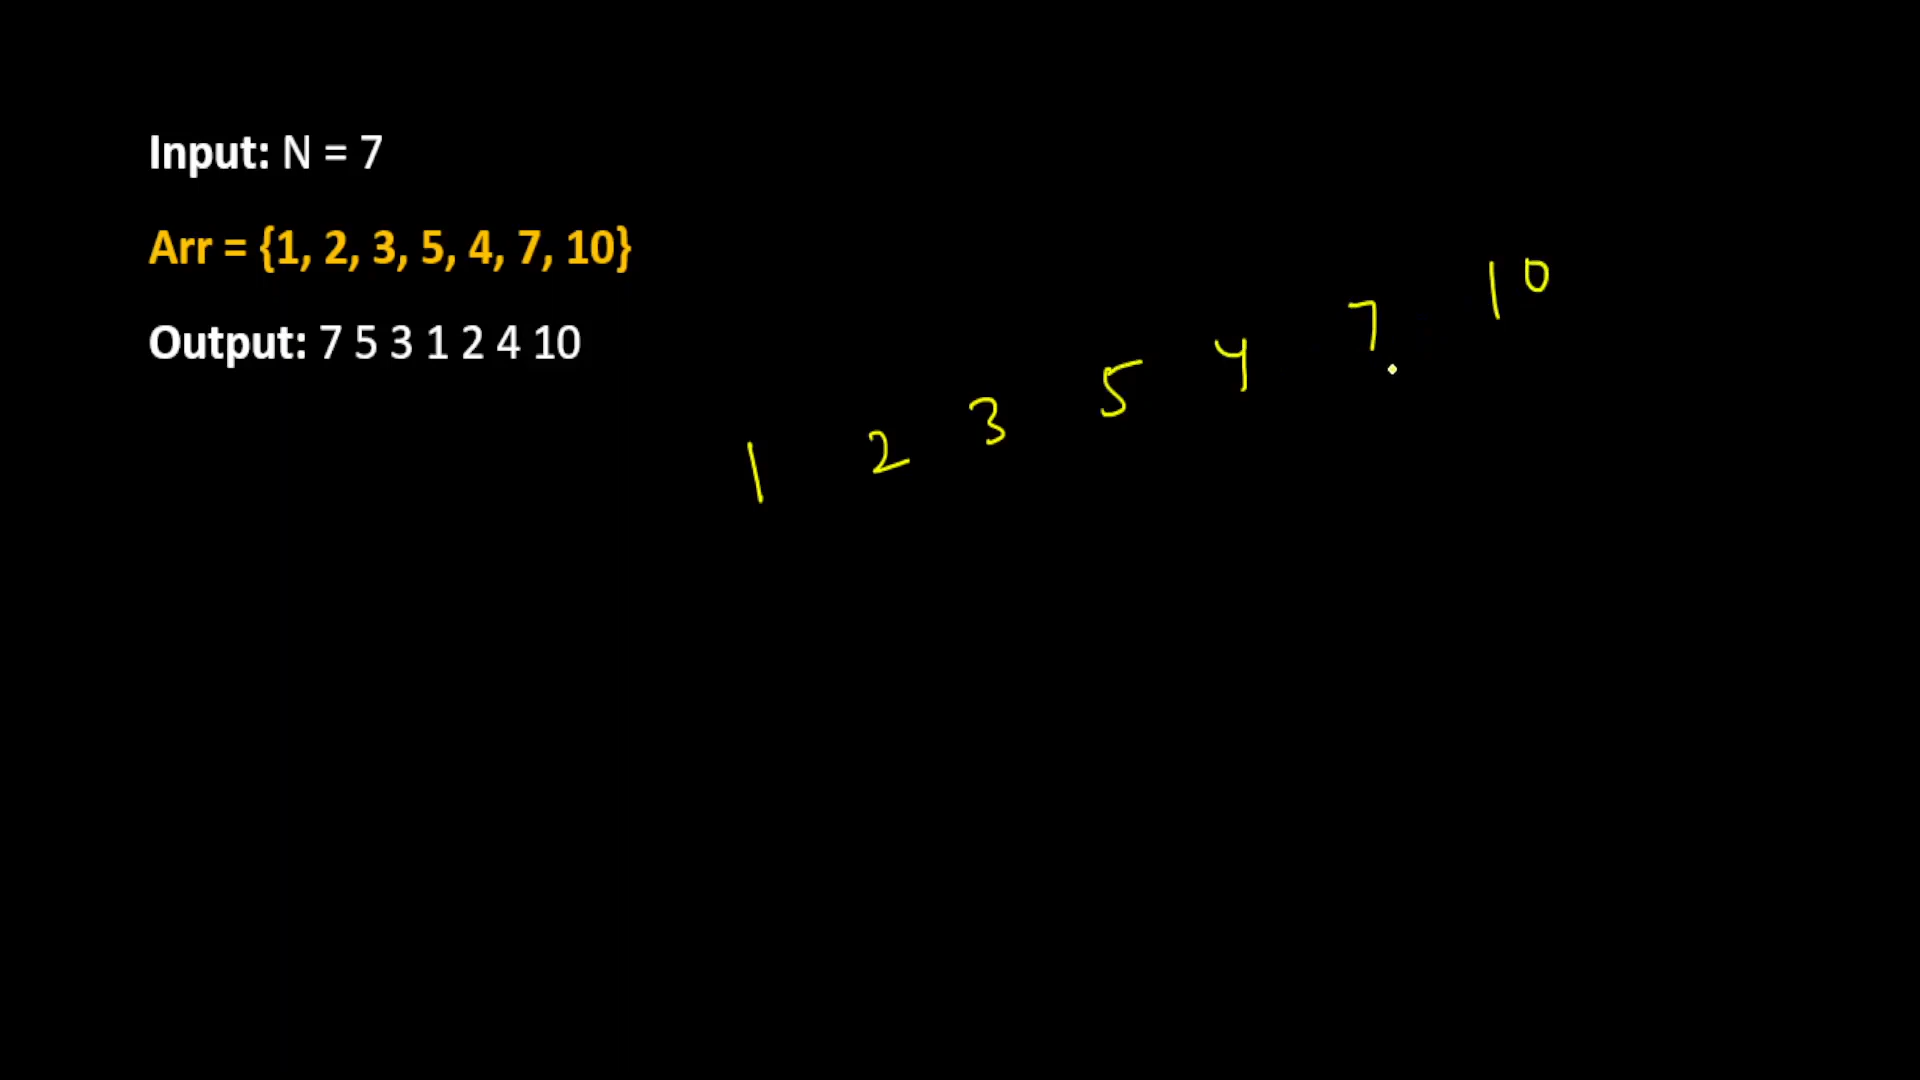 Input: N = 7
Arr = {1, 2, 3, 5, 4, 7, 10}
Output: 7 5 3 1 2 4 10
1 2 3 5 4 7 10